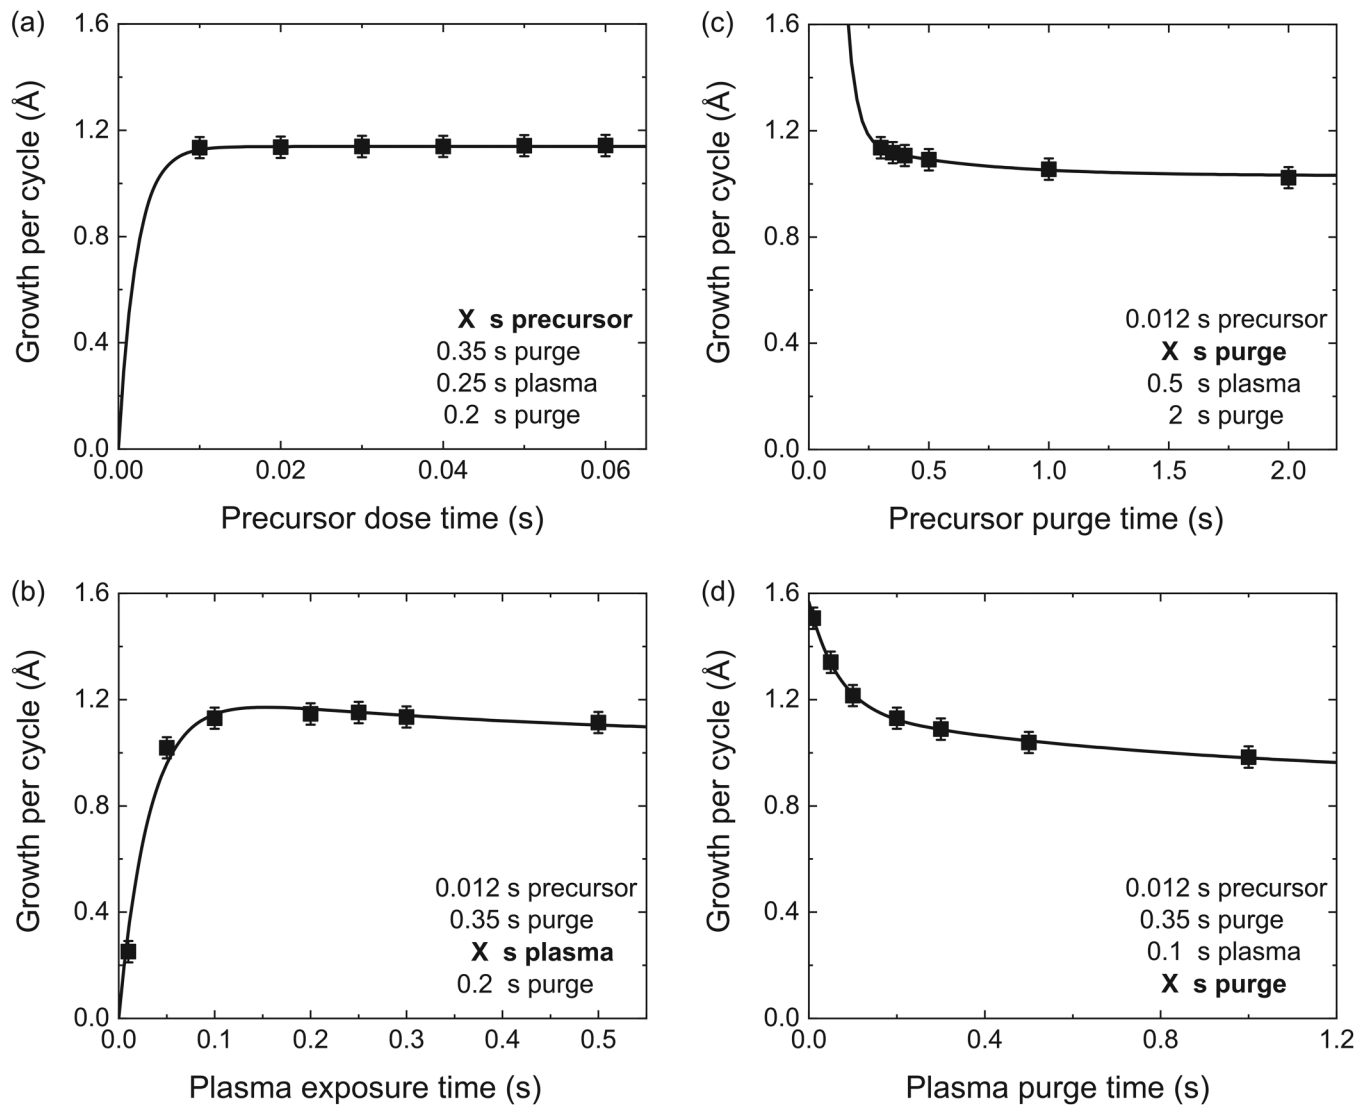 (a)
1.6
1.2
0.8
0.4
0.0
Growth per cycle (Å)
X s precursor
0.35 s purge
0.25 s plasma
0.2 s purge
0.00 0.02 0.04 0.06
Precursor dose time (s)
(c)
1.6
1.2
0.8
0.4
0.0
Growth per cycle (Å)
0.012 s precursor
X s purge
0.5 s plasma
2 s purge
0.0 0.5 1.0 1.5 2.0
Precursor purge time (s)
(b)
1.6
1.2
0.8
0.4
0.0
Growth per cycle (Å)
0.012 s precursor
0.35 s purge
X s plasma
0.2 s purge
0.0 0.1 0.2 0.3 0.4 0.5
Plasma exposure time (s)
(d)
1.6
1.2
0.8
0.4
0.0
Growth per cycle (Å)
0.012 s precursor
0.35 s purge
0.1 s plasma
X s purge
0.0 0.4 0.8 1.2
Plasma purge time (s)